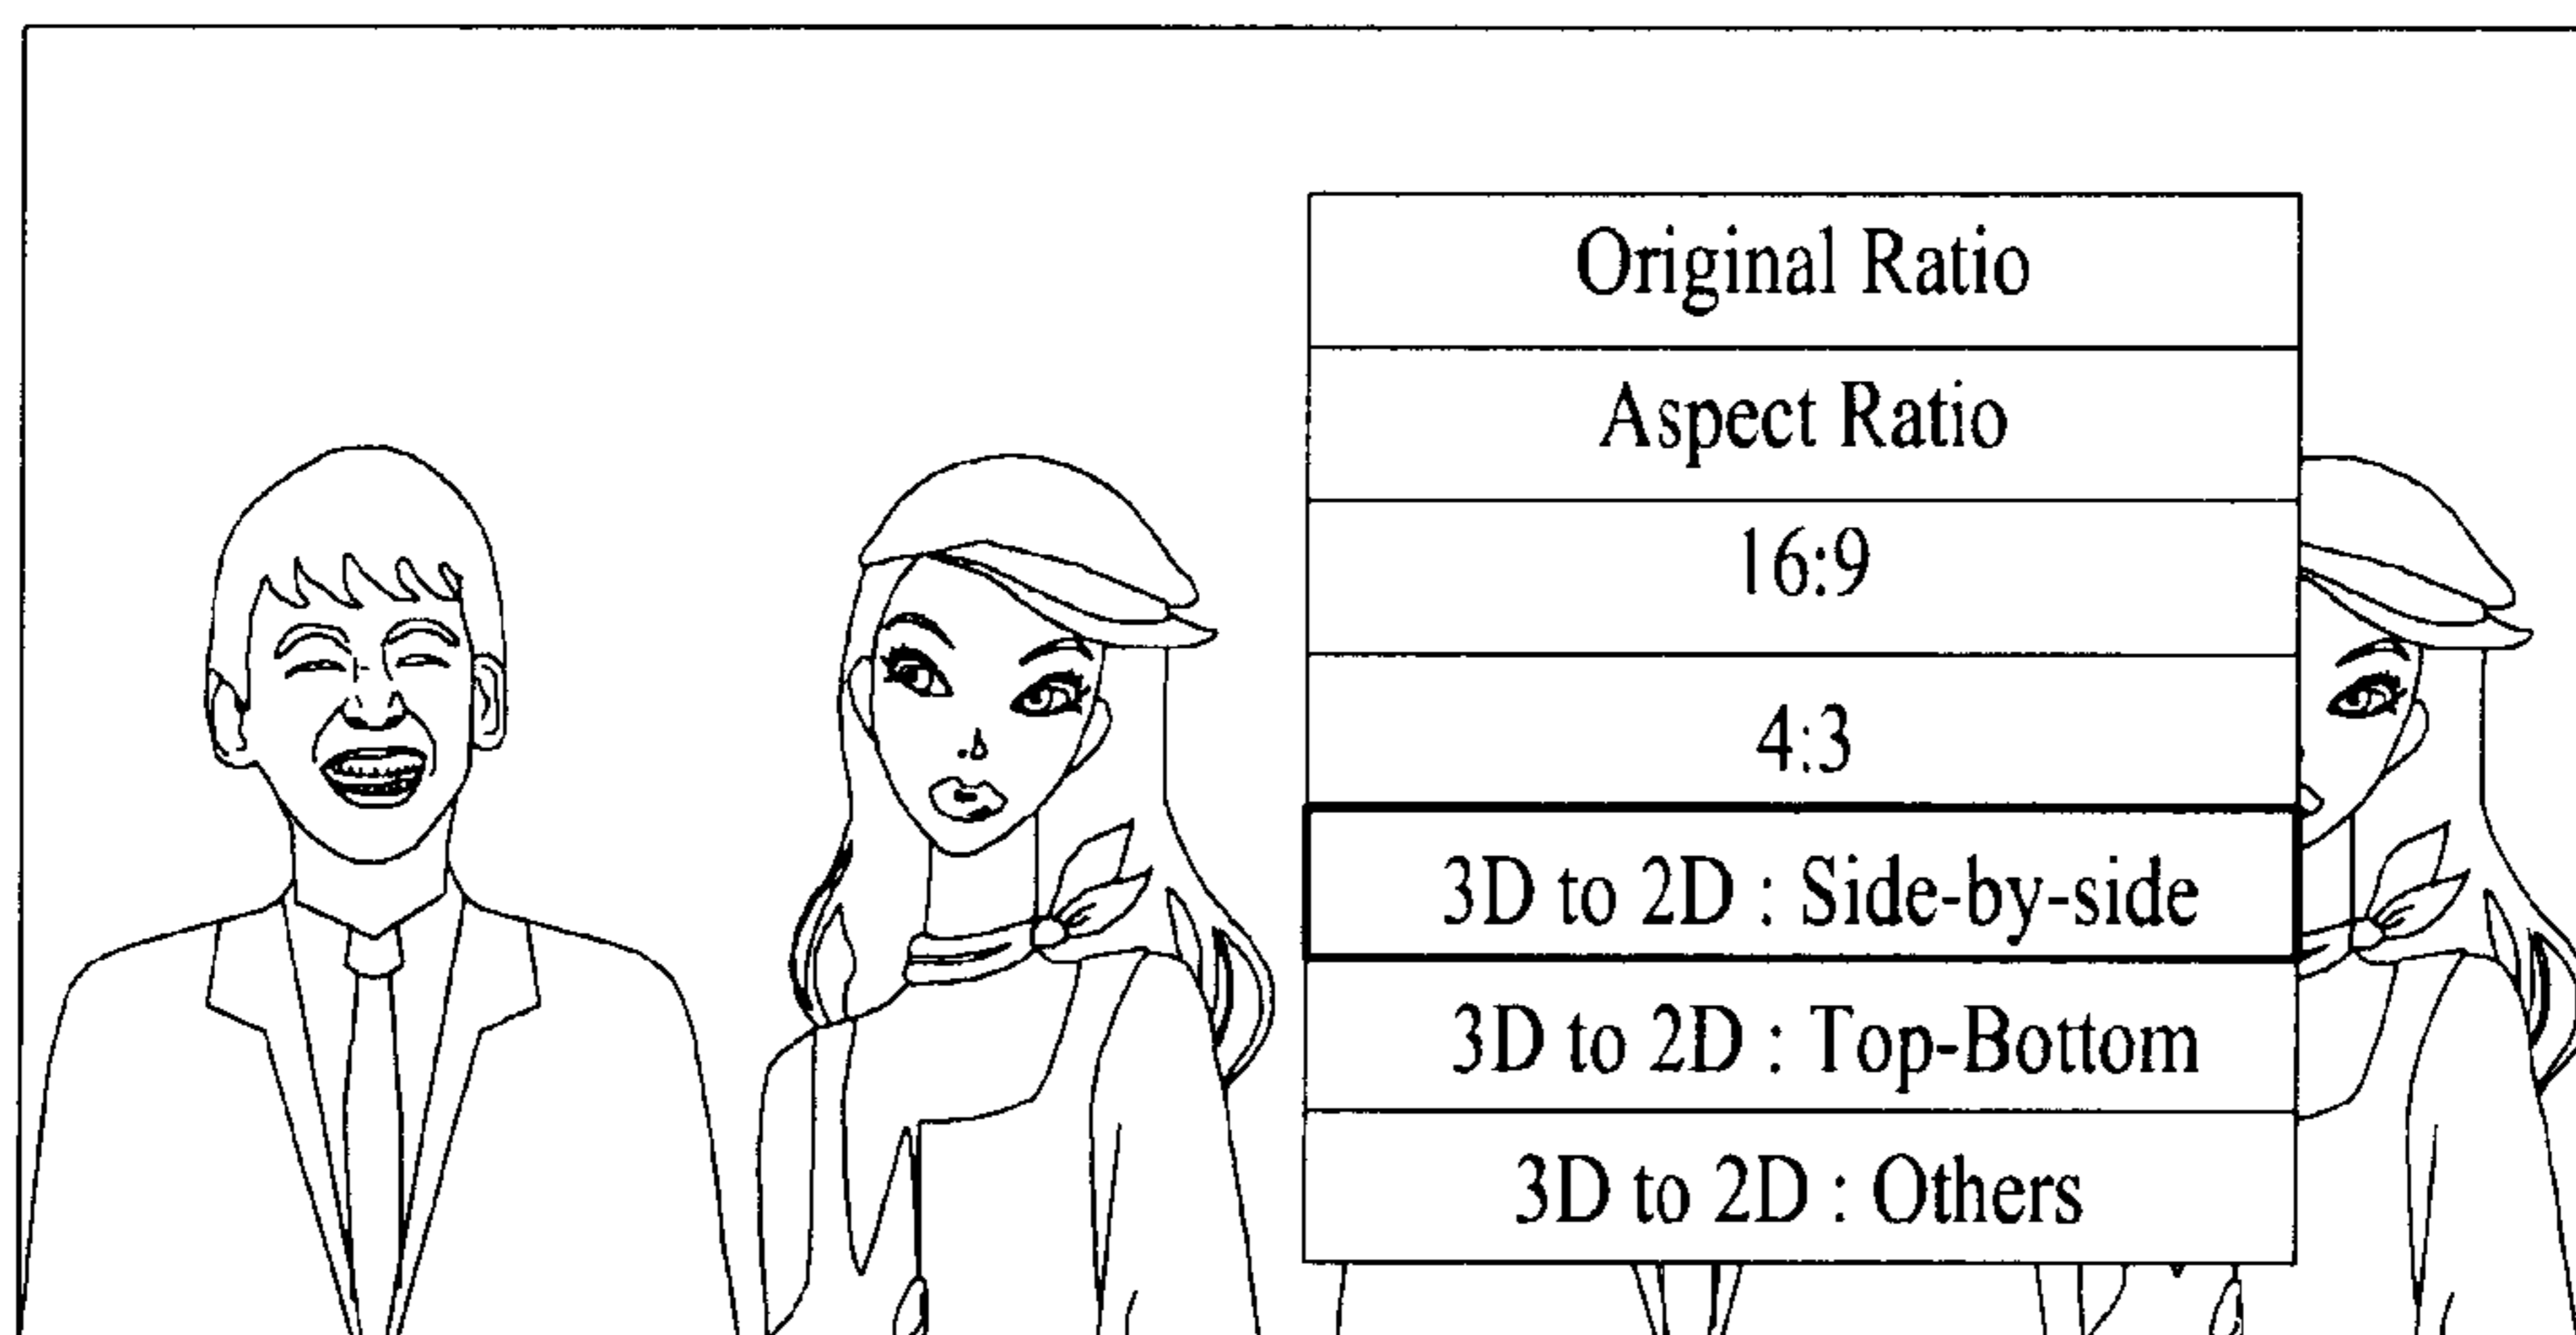 Original Ratio
Aspect Ratio
16:9
4:3
3D to 2D : Side-by-side
3D to 2D : Top-Bottom
3D to 2D : Others